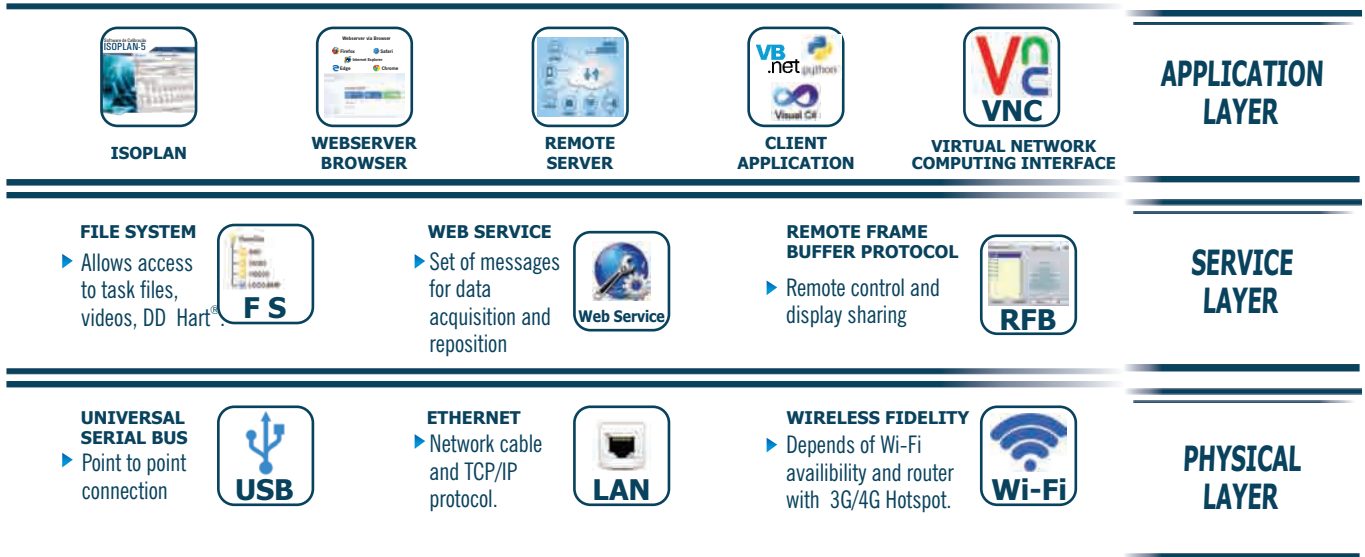 Software de Calibração
ISOPLAN-5
ISOPLAN
Webserver via Browser
Firefox Safari
Internet Explorer
Edge Chrome
WEBSERVER
BROWSER
REMOTE
SERVER
VB
.net python
Visual C#
CLIENT
APPLICATION
VNC
VNC
VIRTUAL NETWORK
COMPUTING INTERFACE
APPLICATION
LAYER
FILE SYSTEM
Allows access
to task files,
videos, DD Hart®.
F S
WEB SERVICE
Set of messages
for data
acquisition and
reposition
Web Service
REMOTE FRAME
BUFFER PROTOCOL
Remote control and
display sharing
RFB
SERVICE
LAYER
UNIVERSAL
SERIAL BUS
Point to point
connection
USB
ETHERNET
Network cable
and TCP/IP
protocol.
LAN
WIRELESS FIDELITY
Depends of Wi-Fi
availibility and router
with 3G/4G Hotspot.
Wi-Fi
PHYSICAL
LAYER